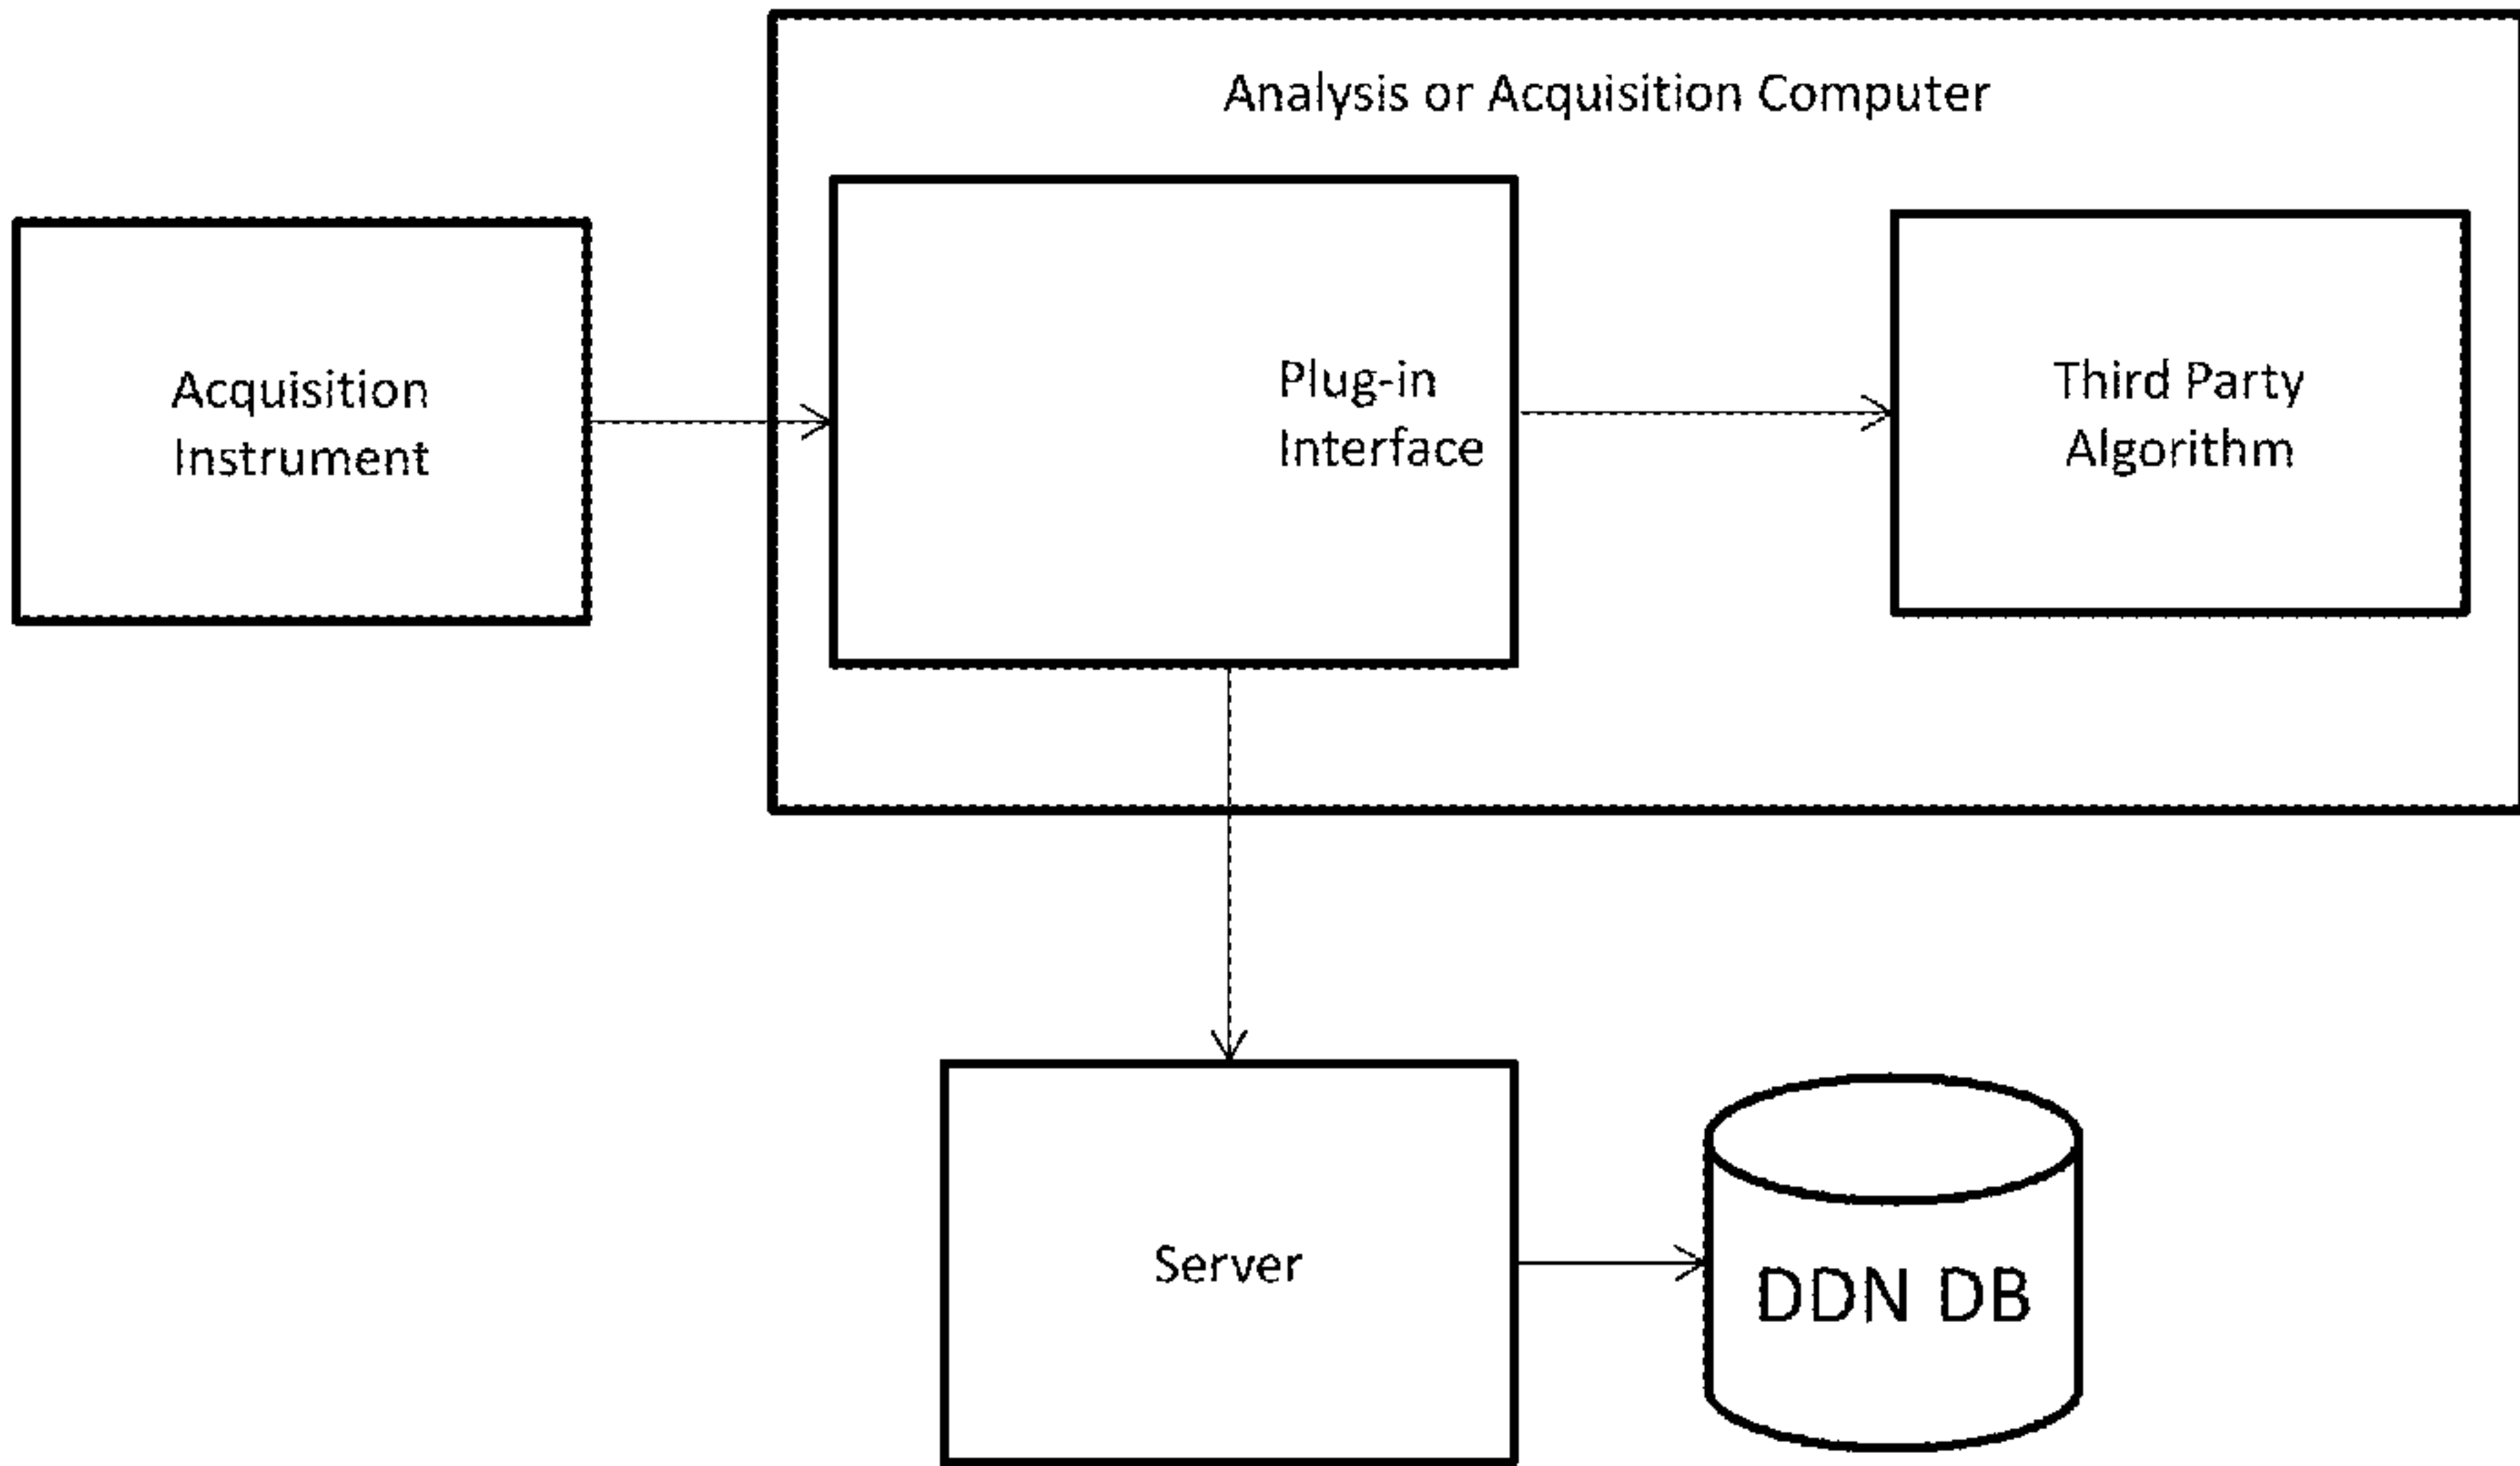 Analysis or Acquisition Computer
Acquisition
Instrument
Plug-in
Interface
Third Party
Algorithm
Server
DDN DB